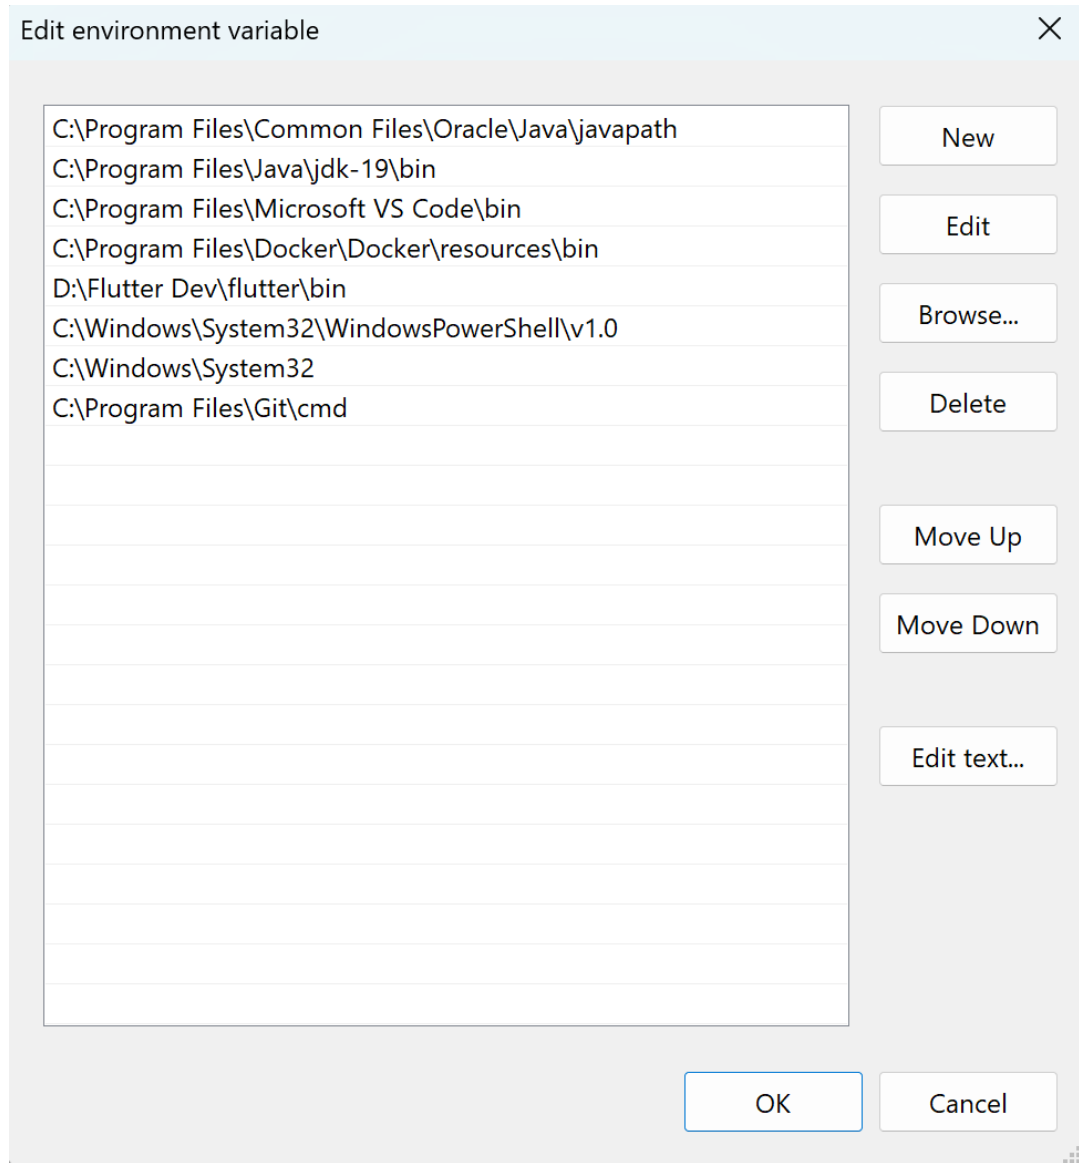 Edit environment variable
C:\Program Files\Common Files\Oracle\Java\javapath
C:\Program Files\Java\jdk-19\bin
C:\Program Files\Microsoft VS Code\bin
C:\Program Files\Docker\Docker\resources\bin
D:\Flutter Dev\flutter\bin
C:\Windows\System32\WindowsPowerShell\v1.0
C:\Windows\System32
C:\Program Files\Git\cmd
New
Edit
Browse...
Delete
Move Up
Move Down
Edit text...
OK
Cancel